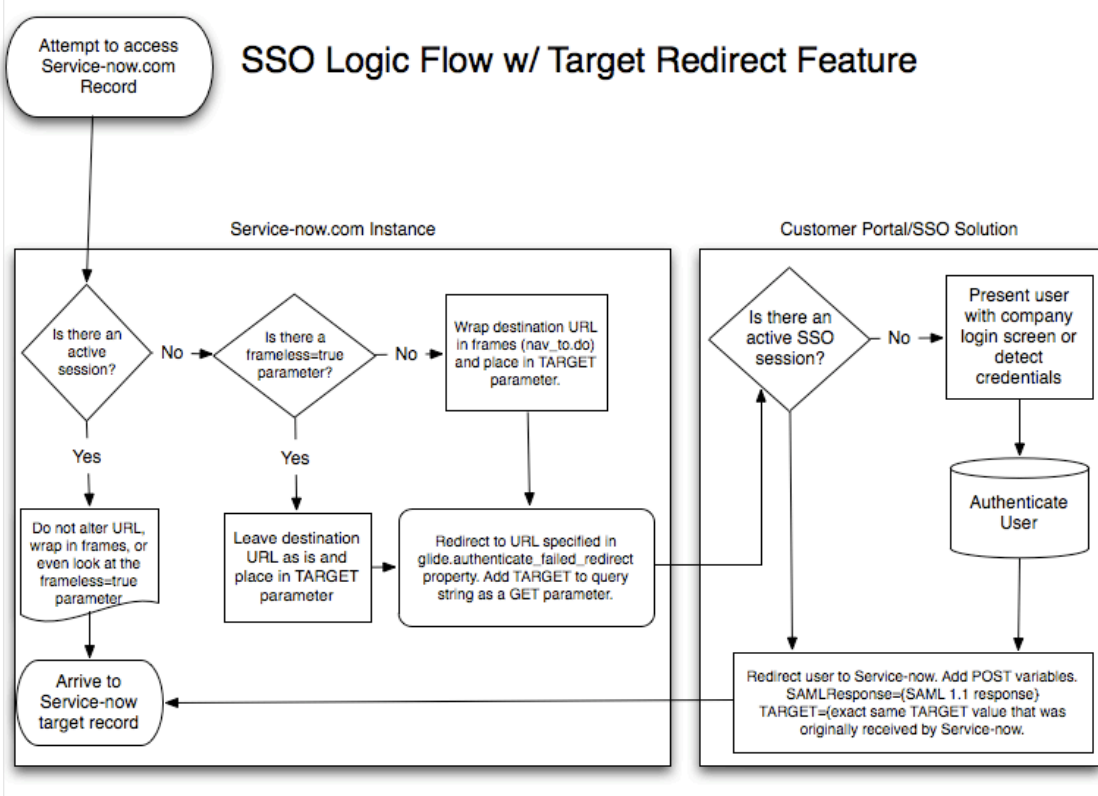 Attempt to access
Service-now.com
Record
SSO Logic Flow w/ Target Redirect Feature
Service-now.com Instance
Customer Portal/SSO Solution
Is there an
active
session?
No
Is there a
frameless=true
parameter?
No
Wrap destination URL
in frames (nav_to.do)
and place in TARGET
parameter.
Is there an
active SSO
session?
No
Present user
with company
login screen or
detect
credentials
Yes
Yes
Do not alter URL,
wrap in frames, or
even look at the
frameless=true
parameter
Leave destination
URL as is and
place in TARGET
parameter
Redirect to URL specified in
glide.authenticate_failed_redirect
property. Add TARGET to query
string as a GET parameter.
Authenticate
User
Arrive to
Service-now
target record
Redirect user to Service-now. Add POST variables.
SAMLResponse={SAML 1.1 response}
TARGET={exact same TARGET value that was
originally received by Service-now.